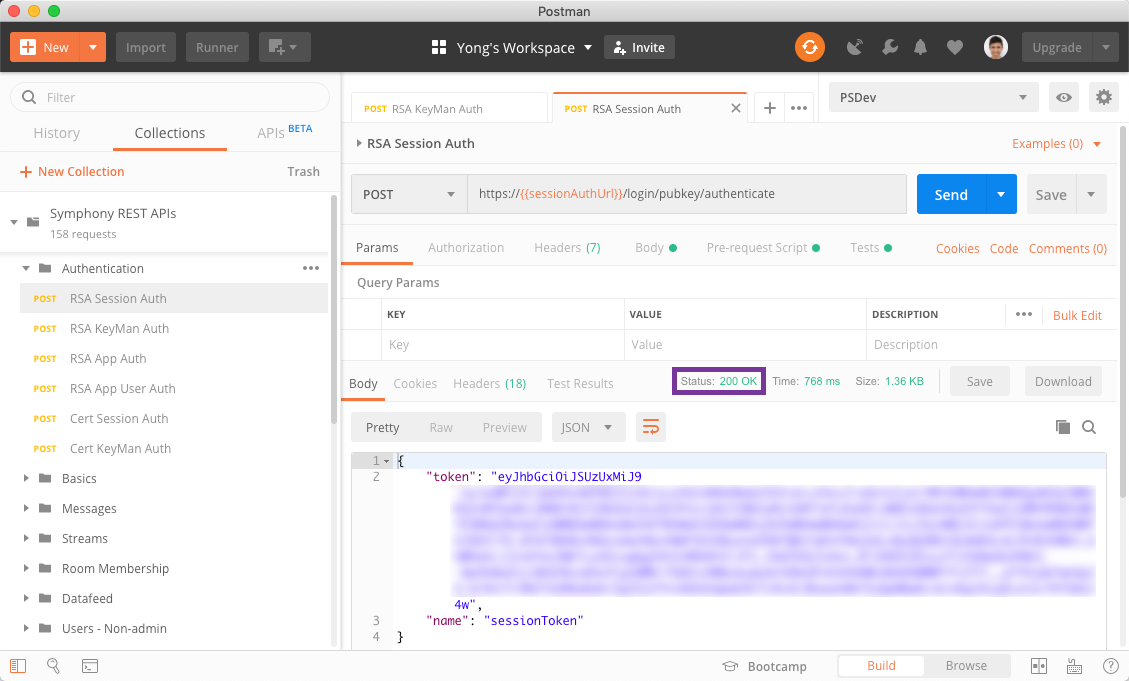 Postman
New
Import
Runner
Yong's Workspace
Invite
Upgrade
Filter
History
Collections
APIs BETA
New Collection
Trash
Symphony REST APIs
158 requests
Authentication
POST RSA Session Auth
POST RSA KeyMan Auth
POST RSA App Auth
POST RSA App User Auth
POST Cert Session Auth
POST Cert KeyMan Auth
Basics
Messages
Streams
Room Membership
Datafeed
Users - Non-admin
POST RSA KeyMan Auth
POST RSA Session Auth
PSDev
RSA Session Auth
Examples (0)
POST
https://{{sessionAuthUrl}}/login/pubkey/authenticate
Send
Save
Params
Authorization
Headers (7)
Body
Pre-request Script
Tests
Cookies
Code
Comments (0)
Query Params
KEY
VALUE
DESCRIPTION
Bulk Edit
Key
Value
Description
Body
Cookies
Headers (18)
Test Results
Status: 200 OK
Time: 768 ms
Size: 1.36 KB
Save
Download
Pretty
Raw
Preview
JSON
1 {
2 "token": "eyJhbGciOiJSUzUxMiJ9
4w",
3 "name": "sessionToken"
4 }
Bootcamp
Build
Browse